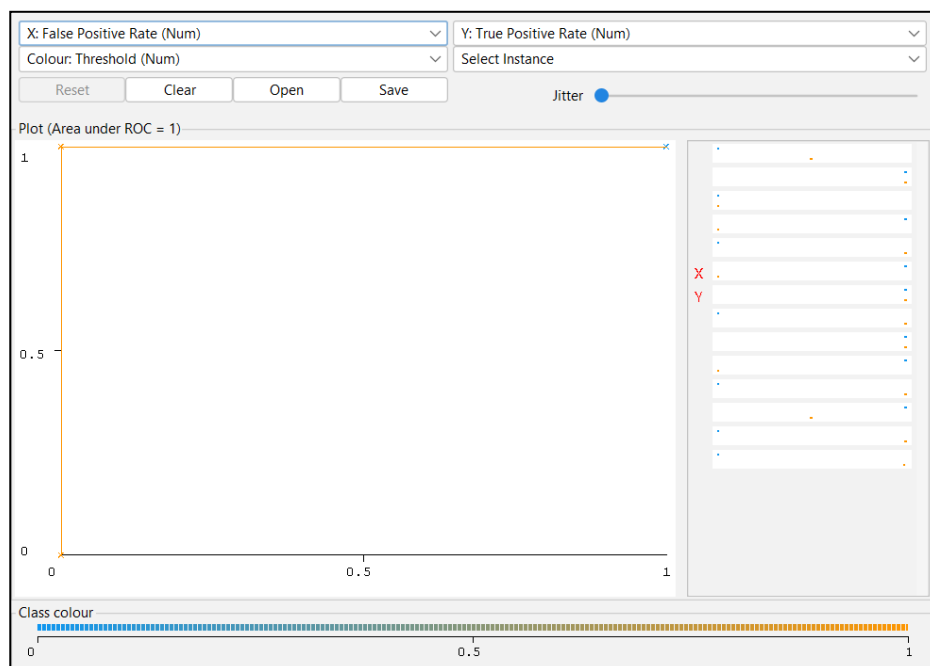 X: False Positive Rate (Num)
Y: True Positive Rate (Num)
Colour: Threshold (Num)
Select Instance
Reset
Clear
Open
Save
Jitter
Plot (Area under ROC = 1)
1
0.5
0
0
0.5
1
X
Y
Class colour
0
0.5
1